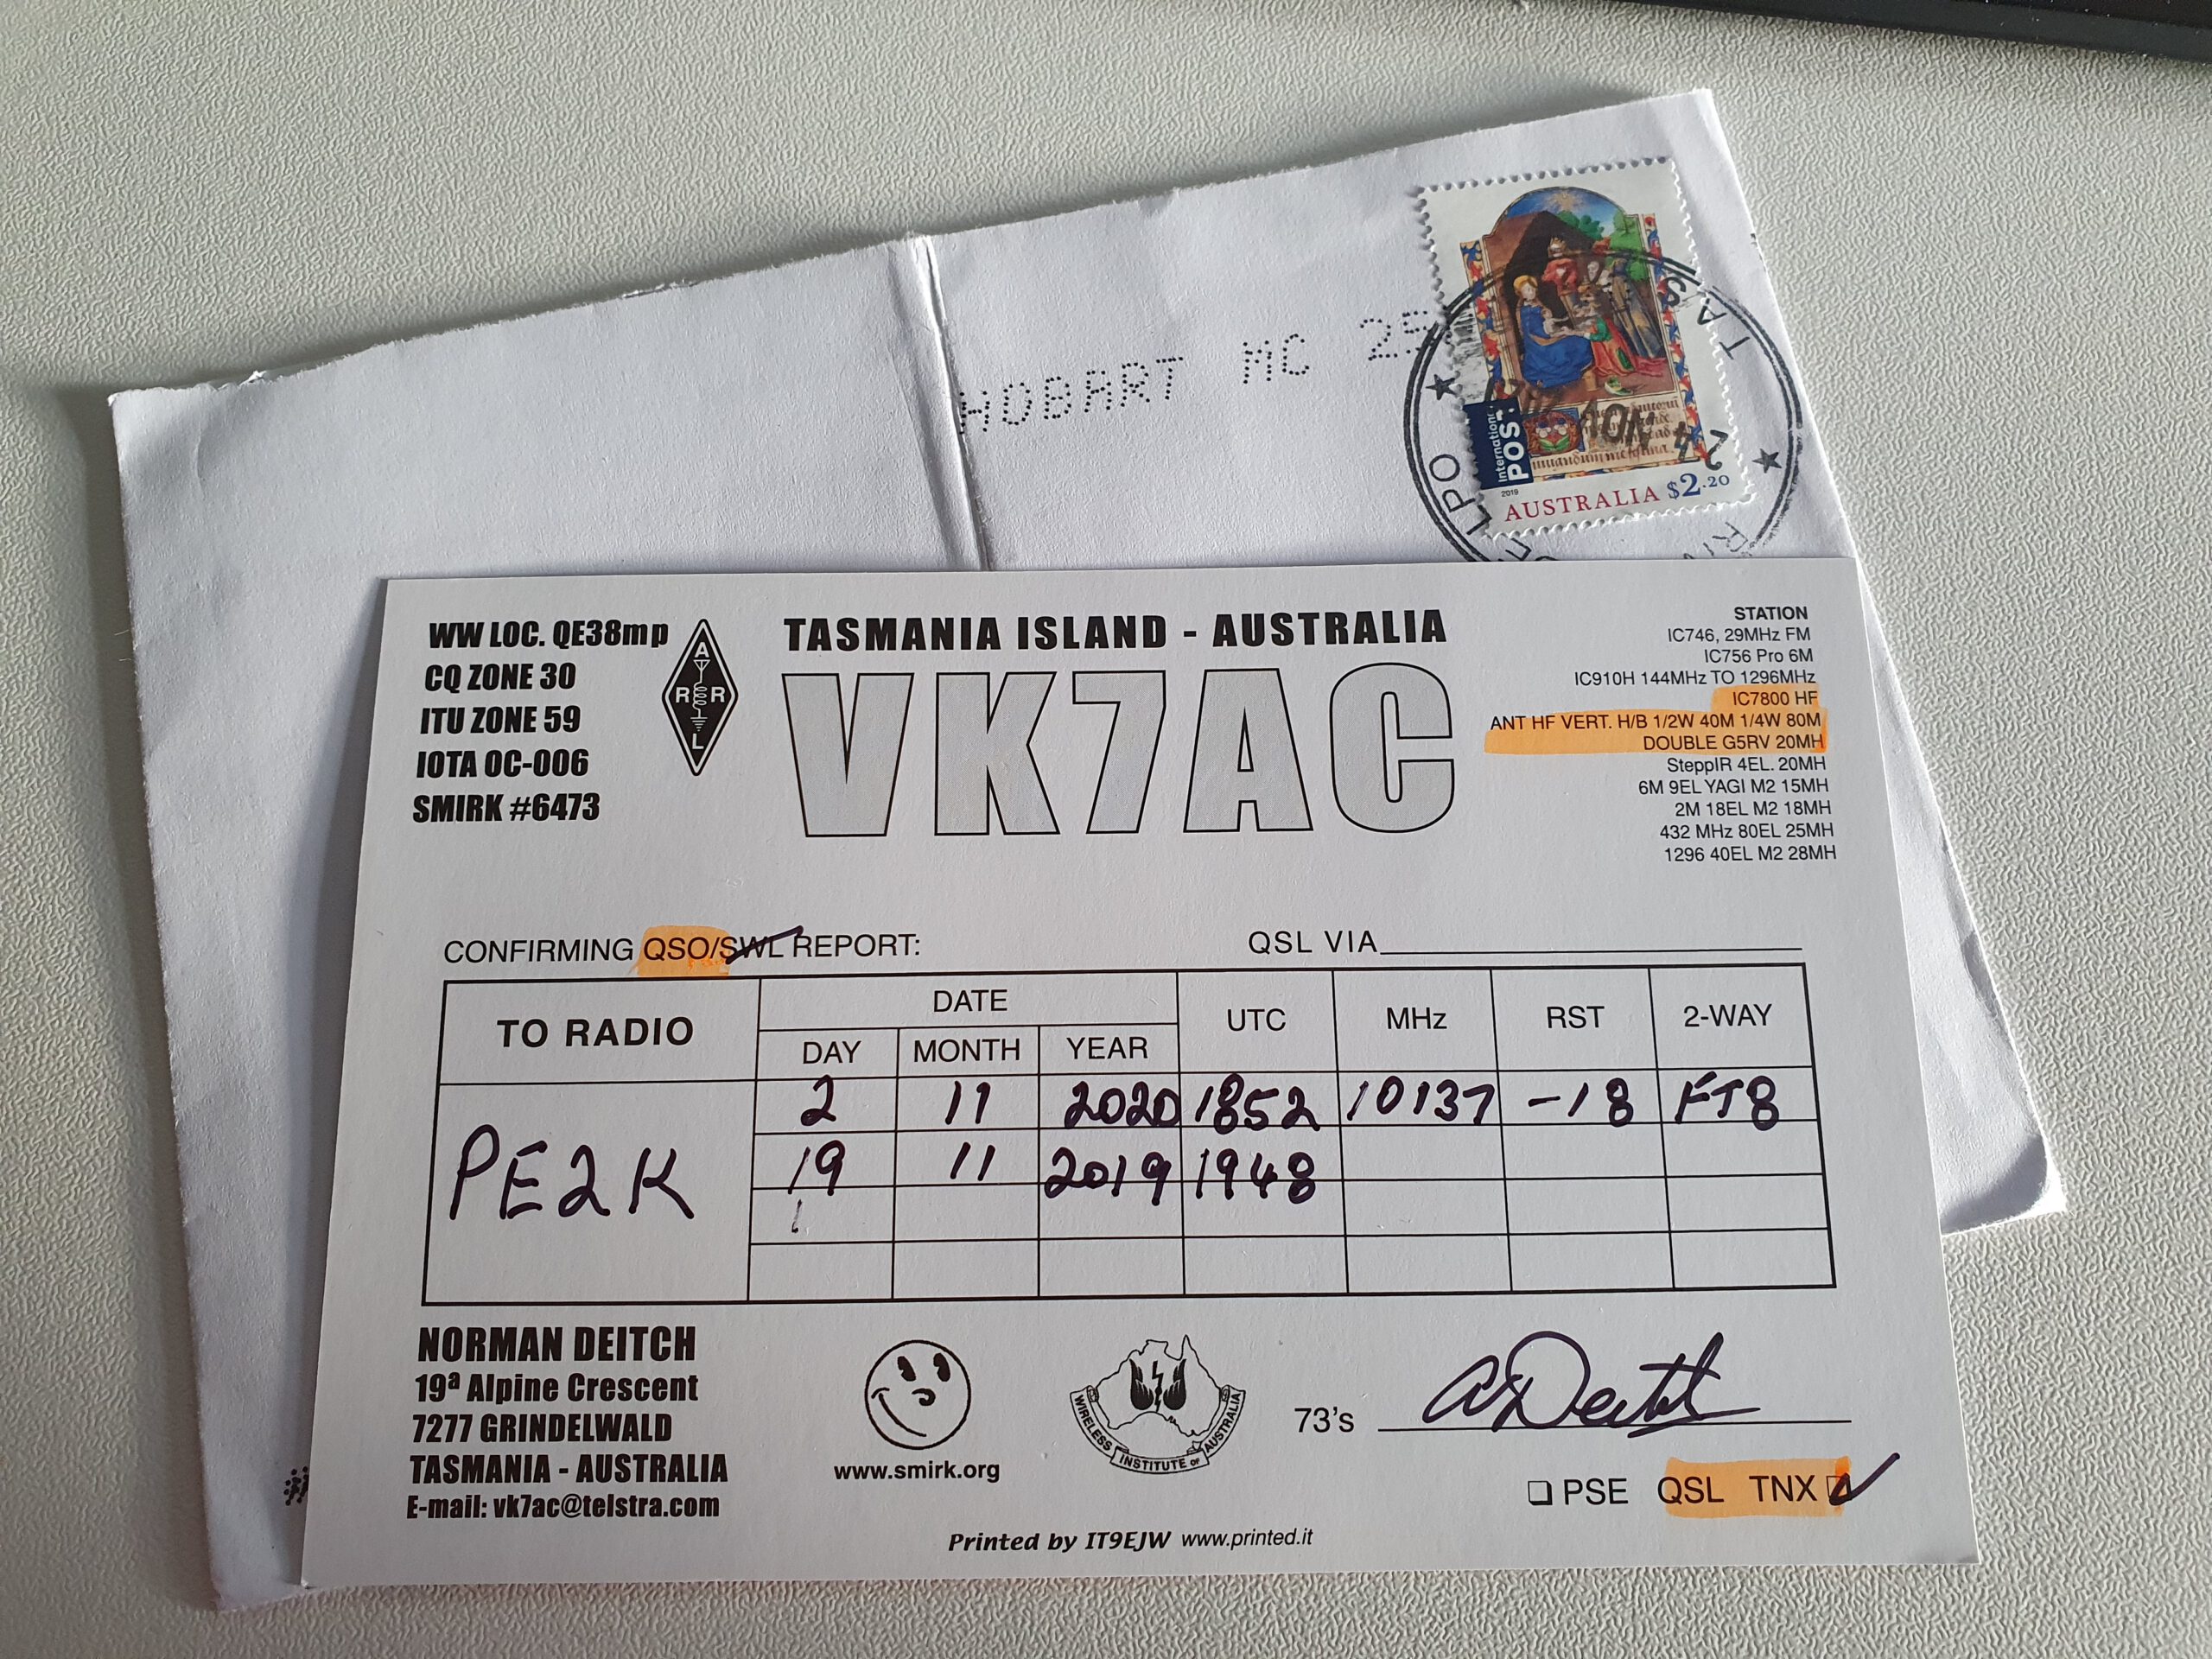 HOBART MC 25
TAS
LPO
24 NOV
International
POST
2019
AUSTRALIA $2.20
WW LOC. QE38mp
CQ ZONE 30
ITU ZONE 59
IOTA OC-006
SMIRK #6473
A
R R
L
TASMANIA ISLAND - AUSTRALIA
VK7AC
STATION
IC746, 29MHz FM
IC756 Pro 6M
IC910H 144MHz TO 1296MHz
IC7800 HF
ANT HF VERT. H/B 1/2W 40M 1/4W 80M
DOUBLE G5RV 20MH
SteppIR 4EL. 20MH
6M 9EL YAGI M2 15MH
2M 18EL M2 18MH
432 MHz 80EL 25MH
1296 40EL M2 28MH
CONFIRMING QSO/SWL REPORT: QSL VIA
TO RADIO DATE UTC MHz RST 2-WAY
DAY MONTH YEAR
2 11 2020 1852 10137 -18 FT8
PE2K
19 11 2019 1948
NORMAN DEITCH
19ª Alpine Crescent
7277 GRINDELWALD
TASMANIA - AUSTRALIA
E-mail: vk7ac@telstra.com
www.smirk.org
WIRELESS INSTITUTE OF AUSTRALIA
73's
PSE QSL TNX
Printed by IT9EJW www.printed.it